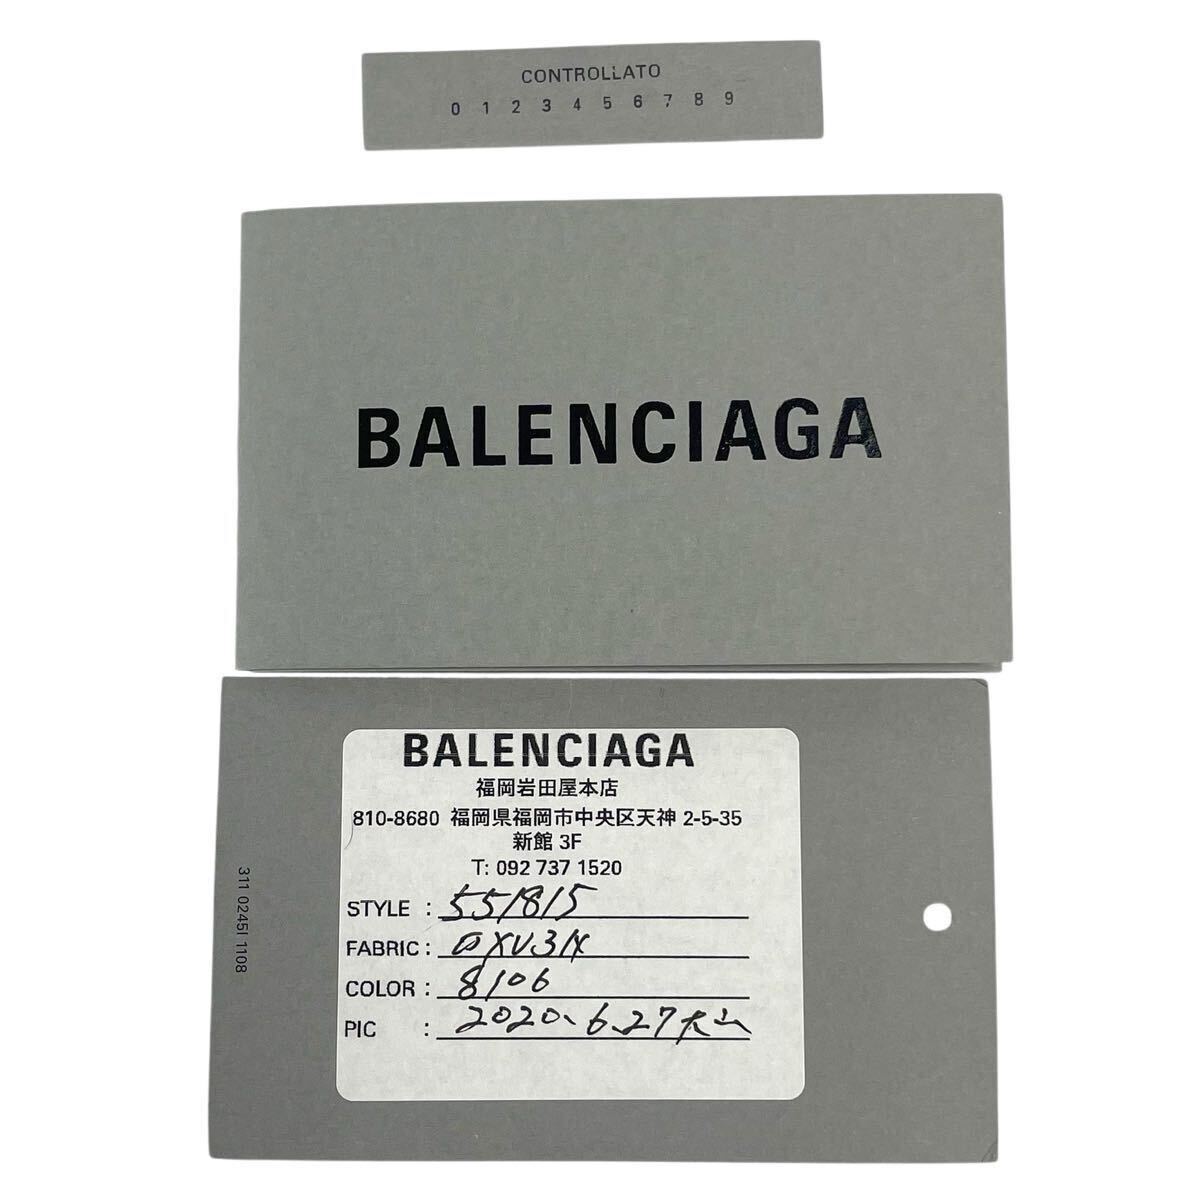 CONTROLLATO
0 1 2 3 4 5 6 7 8 9
BALENCIAGA
BALENCIAGA
福岡岩田屋本店
810-8680 福岡県福岡市中央区天神 2-5-35
新館 3F
T: 092 737 1520
STYLE : 551815
FABRIC :
COLOR : 8106
PIC : 2020. 6. 27
311 0245I 1108